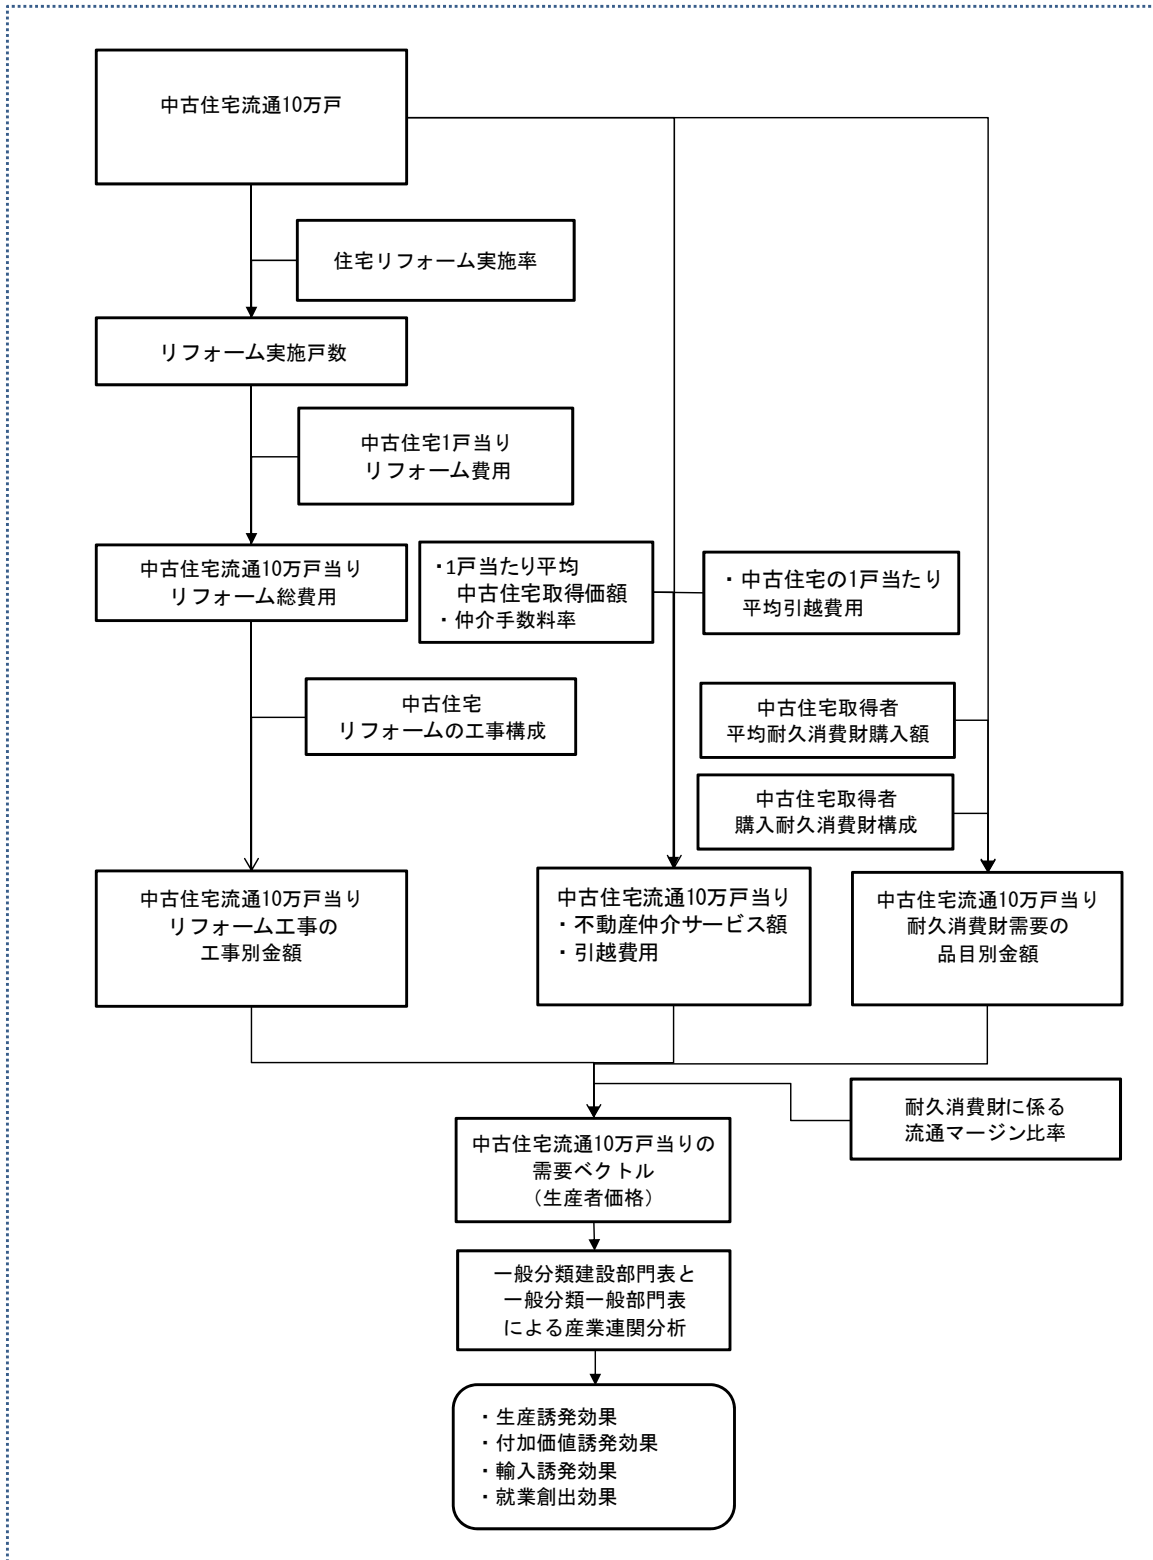 中古住宅流通10万戸
住宅リフォーム実施率
リフォーム実施戸数
中古住宅1戸当り
リフォーム費用
中古住宅流通10万戸当り
リフォーム総費用
・1戸当たり平均
中古住宅取得価額
・仲介手数料率
・中古住宅の1戸当たり
平均引越費用
中古住宅
リフォームの工事構成
中古住宅取得者
平均耐久消費財購入額
中古住宅取得者
購入耐久消費財構成
中古住宅流通10万戸当り
リフォーム工事の
工事別金額
中古住宅流通10万戸当り
・不動産仲介サービス額
・引越費用
中古住宅流通10万戸当り
耐久消費財需要の
品目別金額
耐久消費財に係る
流通マージン比率
中古住宅流通10万戸当りの
需要ベクトル
（生産者価格）
一般分類建設部門表と
一般分類一般部門表
による産業連関分析
・生産誘発効果
・付加価値誘発効果
・輸入誘発効果
・就業創出効果